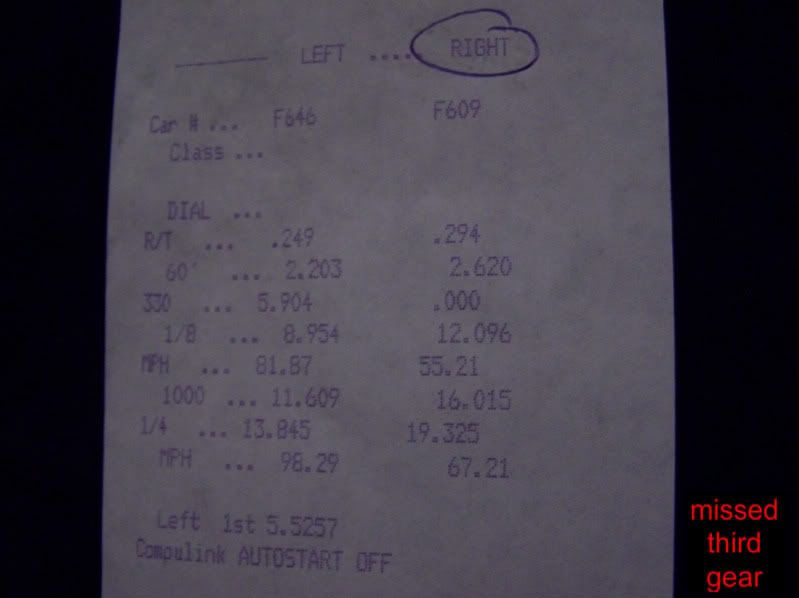 LEFT .... RIGHT
Car # ... F646 F609
Class ...
DIAL ...
R/T ... .249 .294
60' ... 2.203 2.620
330 ... 5.904 .000
1/8 ... 8.954 12.096
MPH ... 81.87 55.21
1000 ... 11.609 16.015
1/4 ... 13.845 19.325
MPH ... 98.29 67.21
Left 1st 5.5257
Compulink AUTOSTART OFF
missed
third
gear